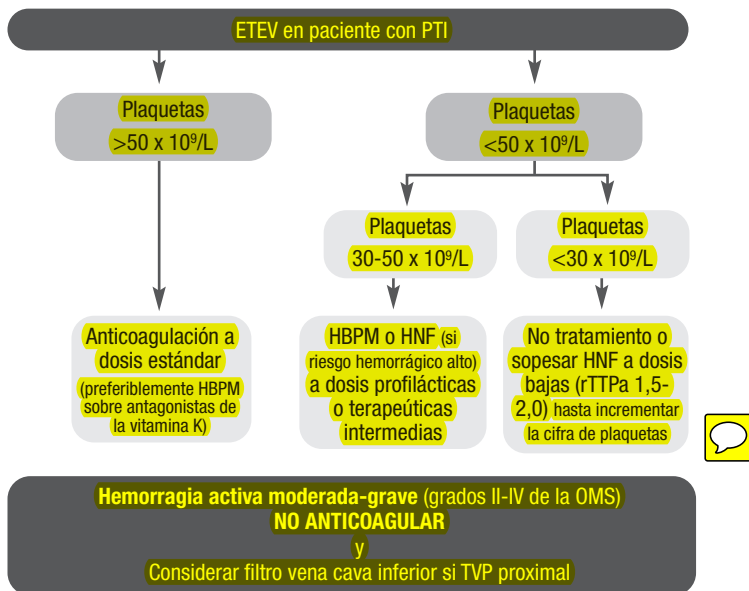 ETEV en paciente con PTI
Plaquetas
>50 x 10⁹/L
Plaquetas
<50 x 10⁹/L
Plaquetas
30-50 x 10⁹/L
Plaquetas
<30 x 10⁹/L
Anticoagulación a
dosis estándar
(preferiblemente HBPM
sobre antagonistas de
la vitamina K)
HBPM o HNF (si
riesgo hemorrágico alto)
a dosis profilácticas
o terapeúticas
intermedias
No tratamiento o
sopesar HNF a dosis
bajas (rTTPa 1,5-
2,0) hasta incrementar
la cifra de plaquetas
Hemorragia activa moderada-grave (grados II-IV de la OMS)
NO ANTICOAGULAR
y
Considerar filtro vena cava inferior si TVP proximal